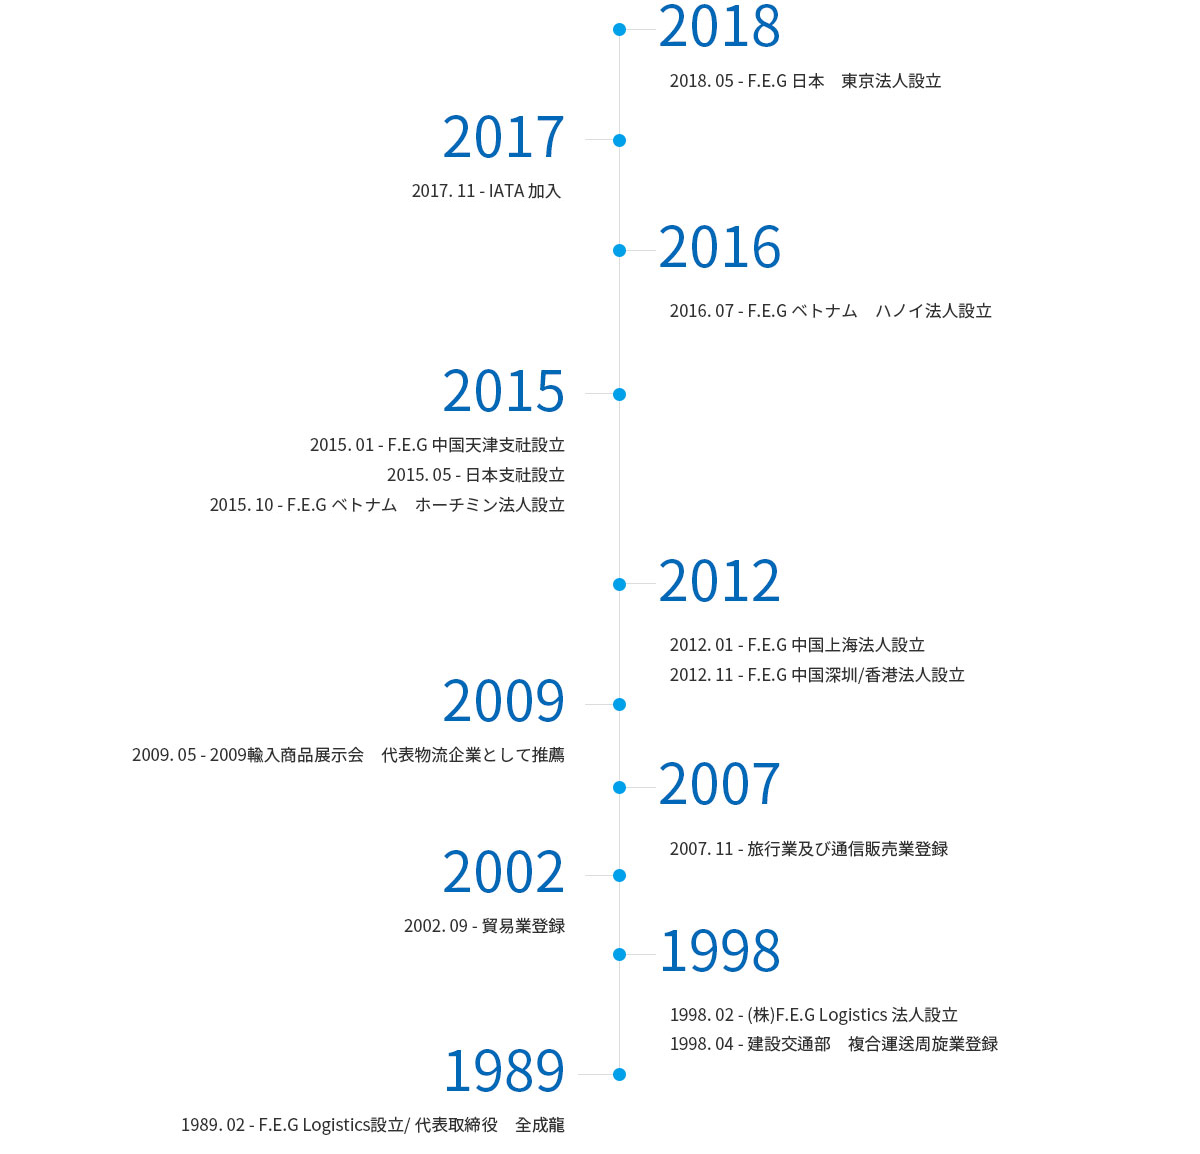 2018
2018. 05 - F.E.G 日本　東京法人設立
2017
2017. 11 - IATA 加入
2016
2016. 07 - F.E.G ベトナム　ハノイ法人設立
2015
2015. 01 - F.E.G 中国天津支社設立
2015. 05 - 日本支社設立
2015. 10 - F.E.G ベトナム　ホーチミン法人設立
2012
2012. 01 - F.E.G 中国上海法人設立
2012. 11 - F.E.G 中国深圳/香港法人設立
2009
2009. 05 - 2009輸入商品展示会　代表物流企業として推薦
2007
2007. 11 - 旅行業及び通信販売業登録
2002
2002. 09 - 貿易業登録
1998
1998. 02 - (株)F.E.G Logistics 法人設立
1998. 04 - 建設交通部　複合運送周旋業登録
1989
1989. 02 - F.E.G Logistics設立/ 代表取締役　全成龍